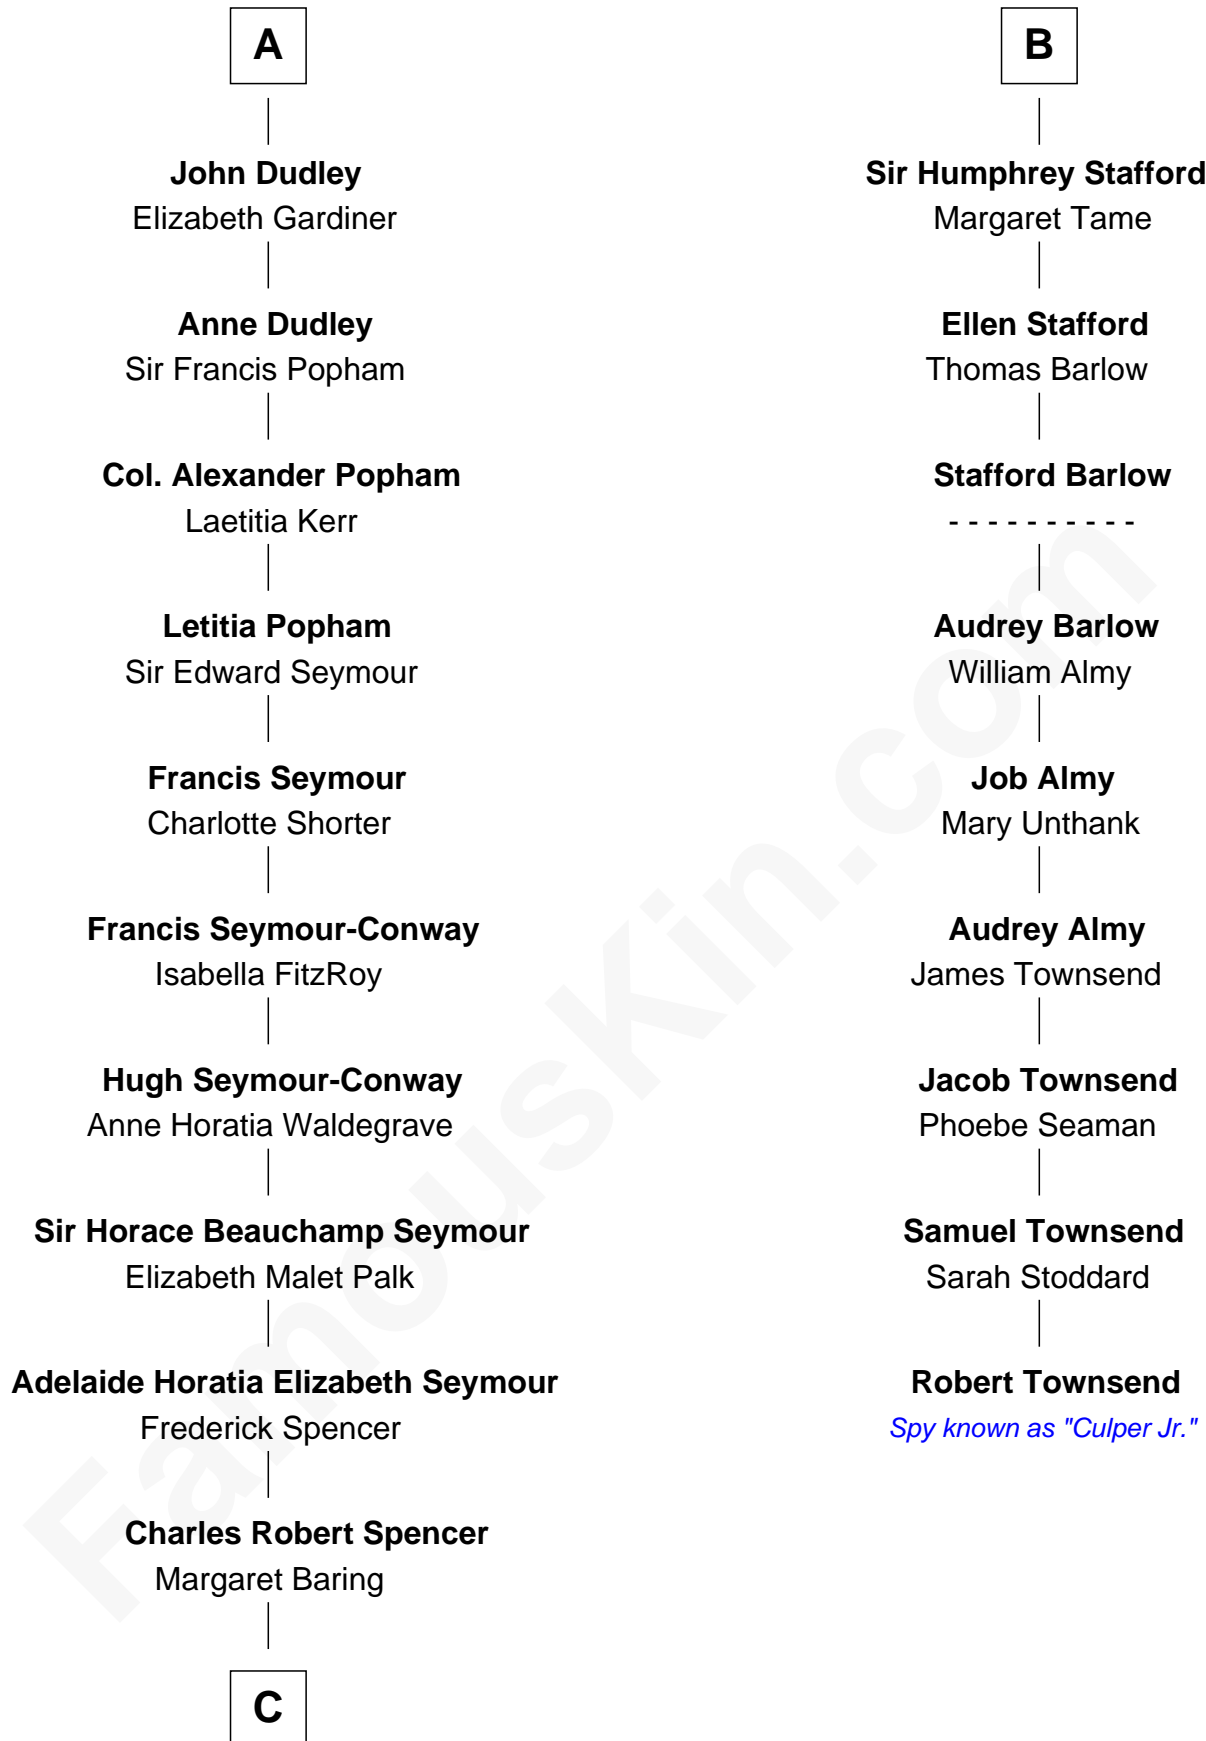 A
John Dudley
Elizabeth Gardiner
Anne Dudley
Sir Francis Popham
Col. Alexander Popham
Laetitia Kerr
Letitia Popham
Sir Edward Seymour
Francis Seymour
Charlotte Shorter
Francis Seymour-Conway
Isabella FitzRoy
Hugh Seymour-Conway
Anne Horatia Waldegrave
Sir Horace Beauchamp Seymour
Elizabeth Malet Palk
Adelaide Horatia Elizabeth Seymour
Frederick Spencer
Charles Robert Spencer
Margaret Baring
C
B
Sir Humphrey Stafford
Margaret Tame
Ellen Stafford
Thomas Barlow
Stafford Barlow
- - - - - - - - - -
Audrey Barlow
William Almy
Job Almy
Mary Unthank
Audrey Almy
James Townsend
Jacob Townsend
Phoebe Seaman
Samuel Townsend
Sarah Stoddard
Robert Townsend
Spy known as "Culper Jr."
FamousKin.com